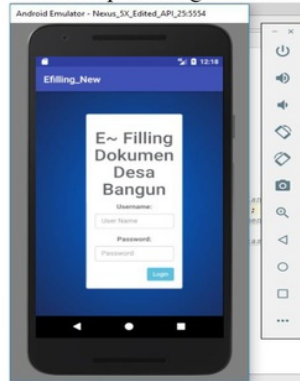 Android Emulator - Nexus_5X_Edited_API_25:5554
12:18
Efilling_New
E~ Filling
Dokumen
Desa
Bangun
Username:
User Name
Password:
Password
Login